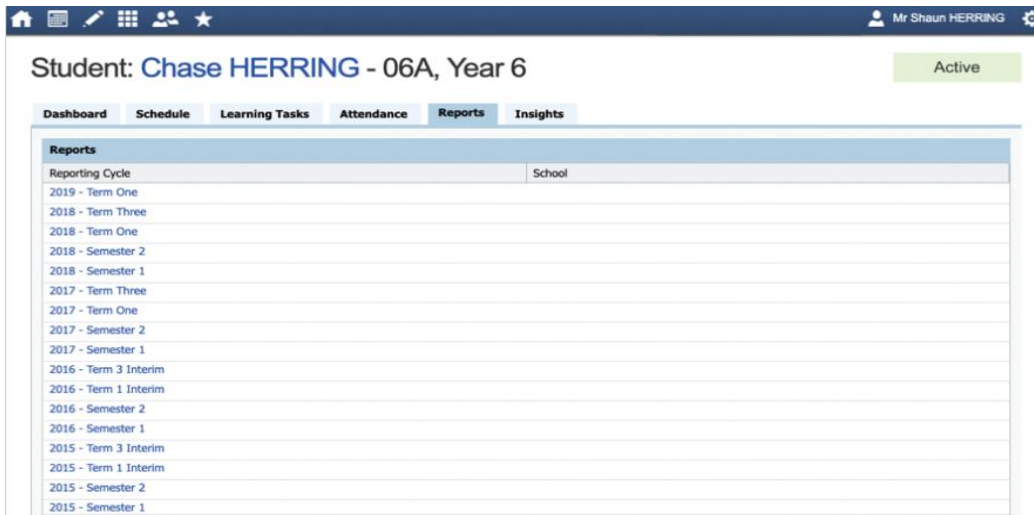 Mr Shaun HERRING
Student: Chase HERRING - 06A, Year 6
Active
Dashboard Schedule Learning Tasks Attendance Reports Insights
Reports
Reporting Cycle School
2019 - Term One
2018 - Term Three
2018 - Term One
2018 - Semester 2
2018 - Semester 1
2017 - Term Three
2017 - Term One
2017 - Semester 2
2017 - Semester 1
2016 - Term 3 Interim
2016 - Term 1 Interim
2016 - Semester 2
2016 - Semester 1
2015 - Term 3 Interim
2015 - Term 1 Interim
2015 - Semester 2
2015 - Semester 1